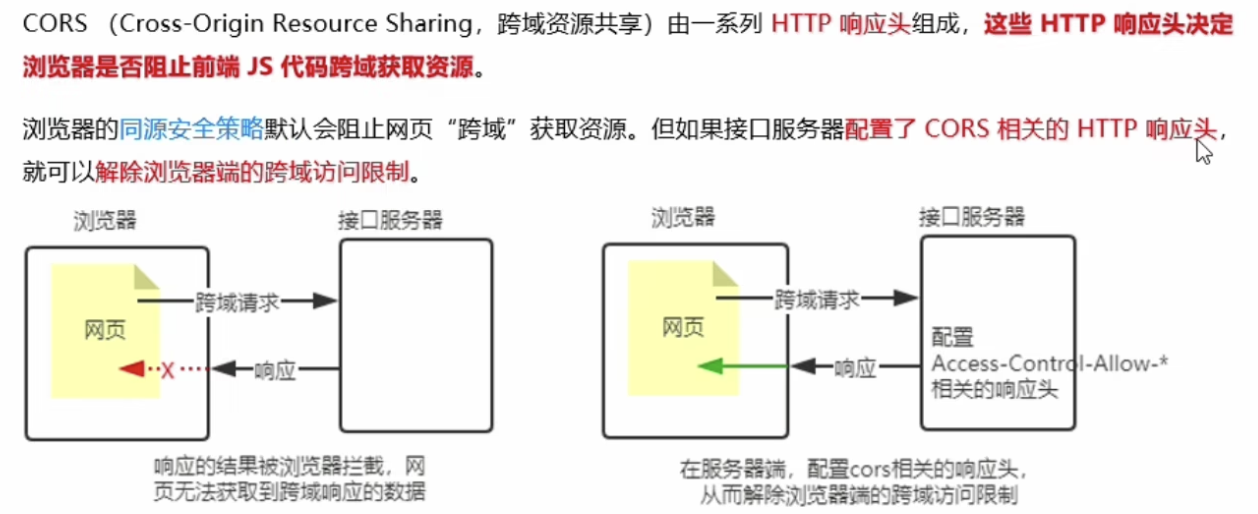 CORS （Cross-Origin Resource Sharing，跨域资源共享）由一系列 HTTP 响应头组成，这些 HTTP 响应头决定
浏览器是否阻止前端 JS 代码跨域获取资源。
浏览器的同源安全策略默认会阻止网页“跨域”获取资源。但如果接口服务器配置了 CORS 相关的 HTTP 响应头，
就可以解除浏览器端的跨域访问限制。
浏览器
接口服务器
跨域请求
网页
X
响应
响应的结果被浏览器拦截，网
页无法获取到跨域响应的数据
浏览器
接口服务器
跨域请求
网页
响应
配置
Access-Control-Allow-*
相关的响应头
在服务器端，配置cors相关的响应头，
从而解除浏览器端的跨域访问限制